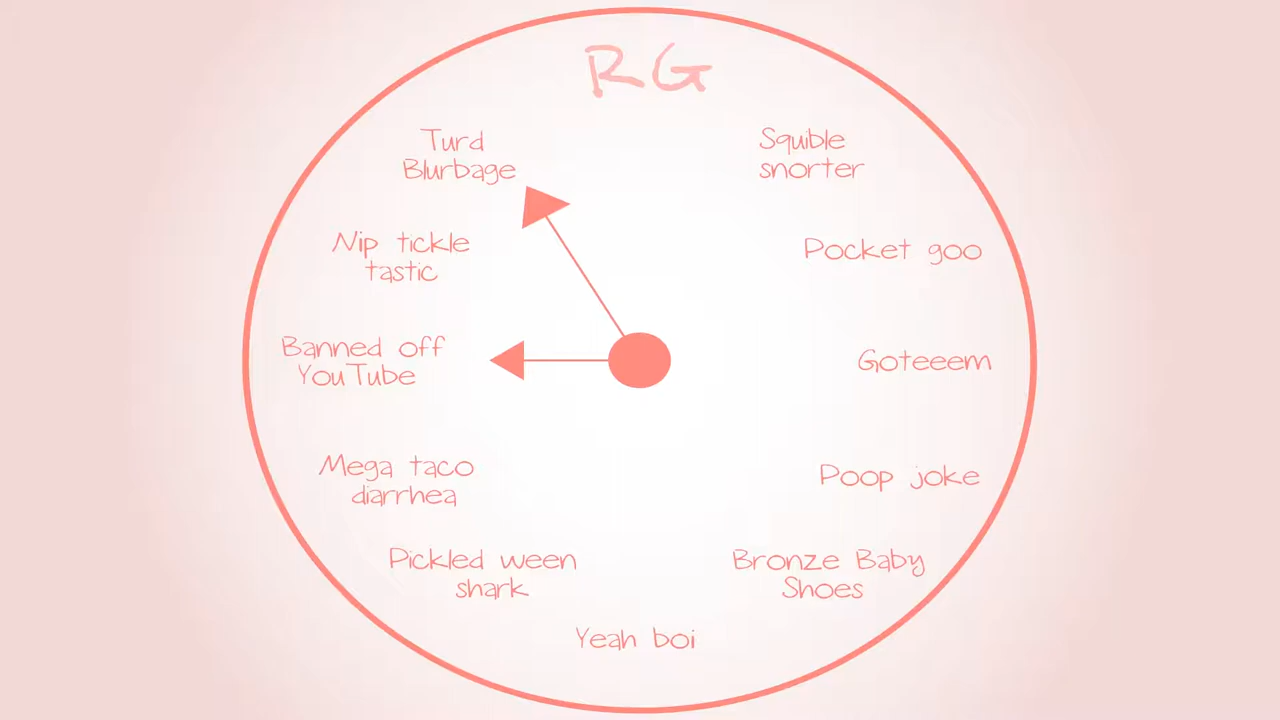 RG
Squible
snorter
Pocket goo
Goteeem
Poop joke
Bronze Baby
Shoes
Yeah boi
Pickled ween
shark
Mega taco
diarrhea
Banned off
YouTube
Nip tickle
tastic
Turd
Blurbage